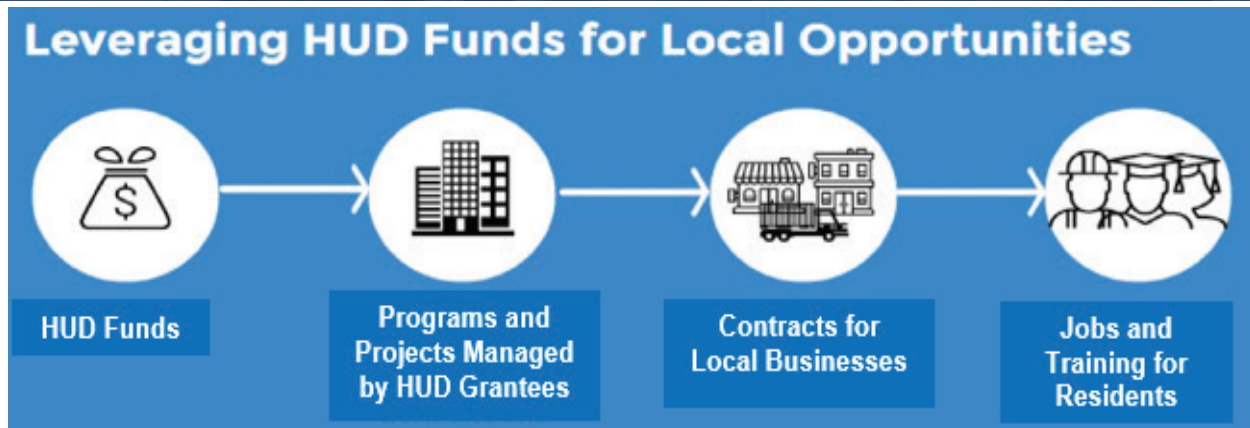 Leveraging HUD Funds for Local Opportunities
$
HUD Funds
Programs and
Projects Managed
by HUD Grantees
Contracts for
Local Businesses
Jobs and
Training for
Residents